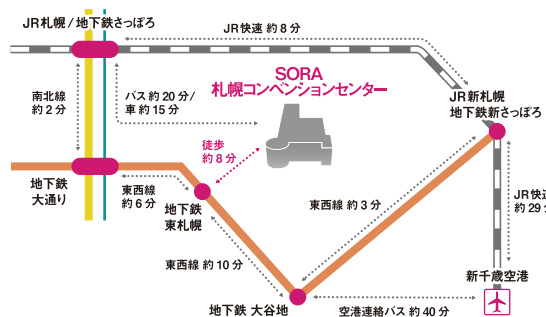 JR札幌/地下鉄さっぽろ
JR快速 約8分
SORA
札幌コンベンションセンター
JR新札幌
地下鉄新さっぽろ
南北線
約2分
バス 約20分/
車 約15分
徒歩
約8分
地下鉄
大通り
東西線
約6分
地下鉄
東札幌
東西線 約3分
JR快速
約29分
東西線 約10分
新千歳空港
地下鉄 大谷地
空港連絡バス 約40分